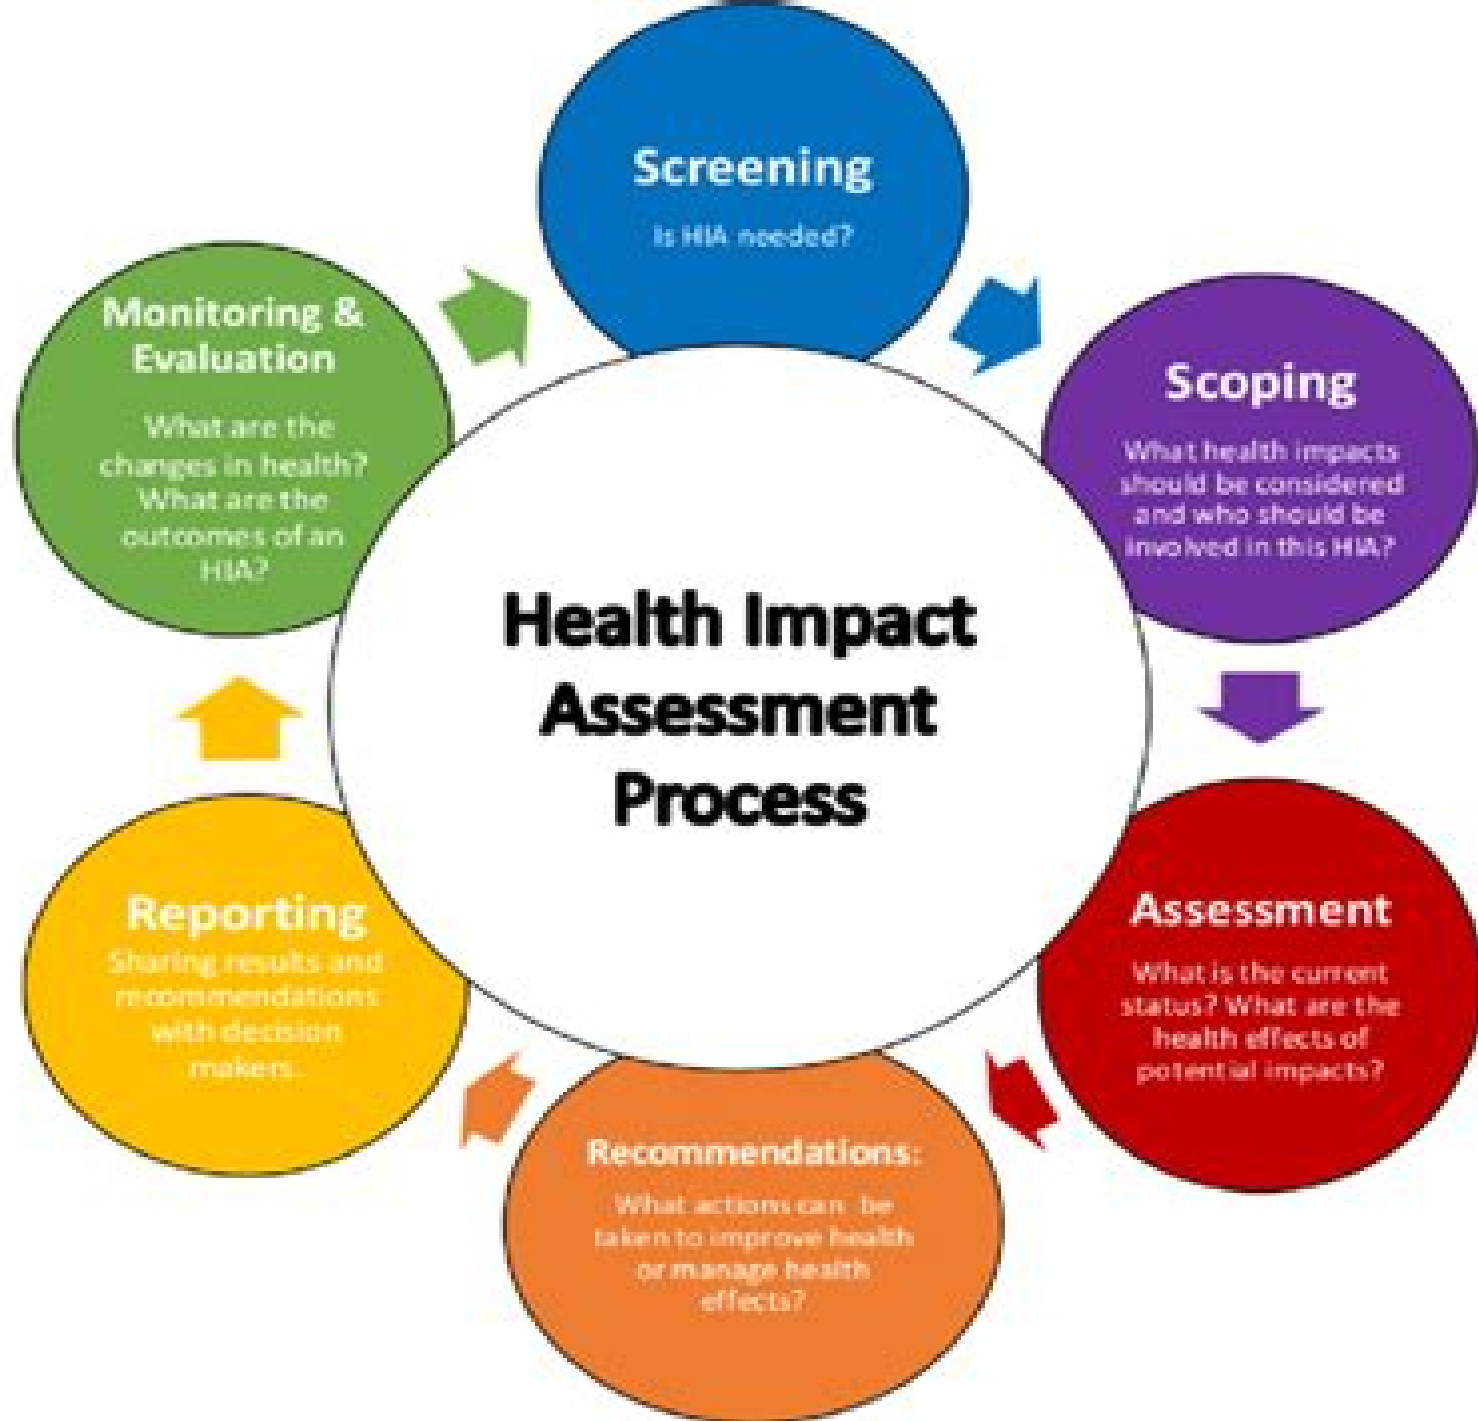 Screening
Is HIA needed?
Scoping
What health impacts
should be considered
and who should be
involved in this HIA?
Assessment
What is the current
status? What are the
health effects of
potential impacts?
Recommendations:
What actions can be
taken to improve health
or manage health
effects?
Reporting
Sharing results and
recommendations
with decision
makers.
Monitoring &
Evaluation
What are the
changes in health?
What are the
outcomes of an
HIA?
Health Impact
Assessment
Process